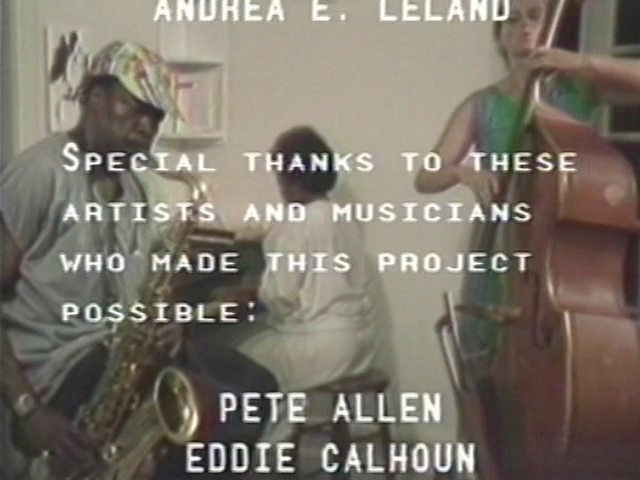 ANDREA E. LELAND
SPECIAL THANKS TO THESE
ARTISTS AND MUSICIANS
WHO MADE THIS PROJECT
POSSIBLE:
PETE ALLEN
EDDIE CALHOUN